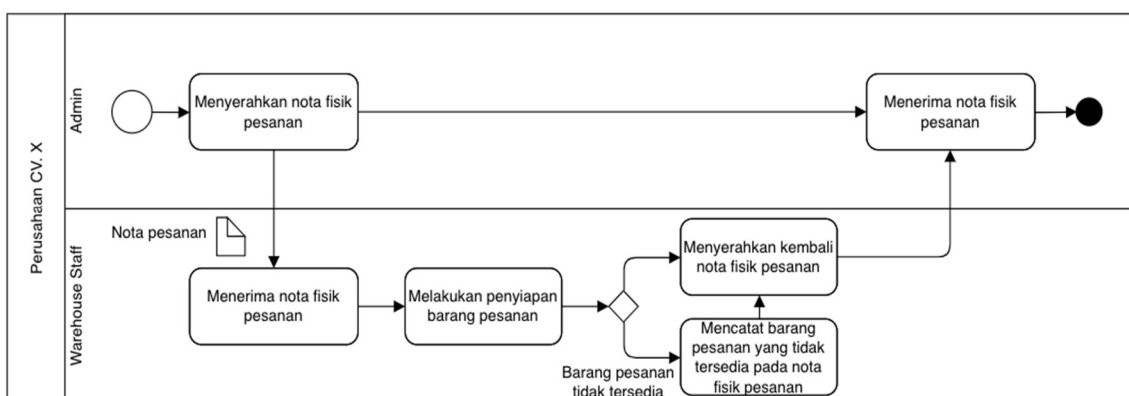 Perusahaan CV. X
Admin
Menyerahkan nota fisik
pesanan
Menerima nota fisik
pesanan
Warehouse Staff
Nota pesanan
Menerima nota fisik
pesanan
Melakukan penyiapan
barang pesanan
Menyerahkan kembali
nota fisik pesanan
Barang pesanan
tidak tersedia
Mencatat barang
pesanan yang tidak
tersedia pada nota
fisik pesanan